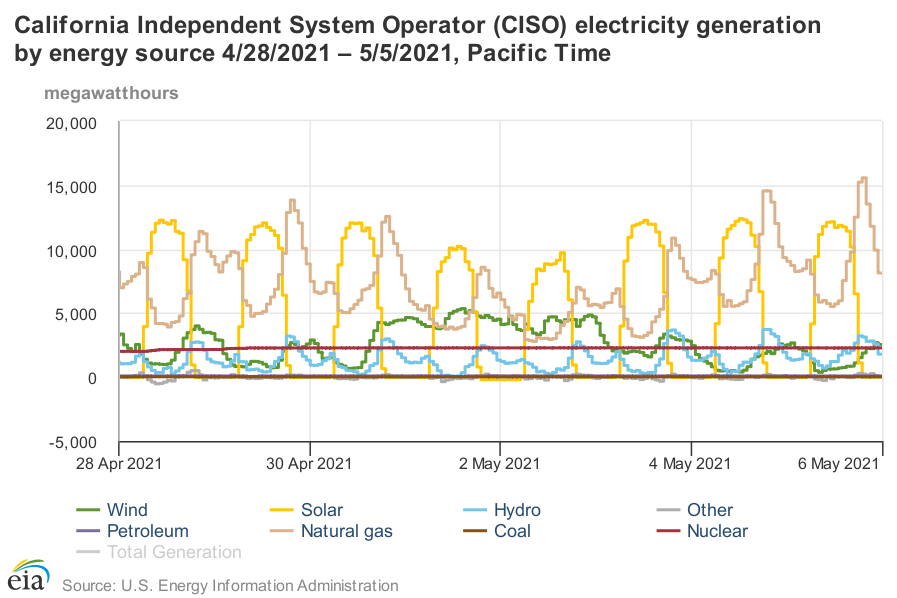 California Independent System Operator (CISO) electricity generation
by energy source 4/28/2021 – 5/5/2021, Pacific Time
megawatthours
20,000
15,000
10,000
5,000
0
-5,000
28 Apr 2021 30 Apr 2021 2 May 2021 4 May 2021 6 May 2021
Wind Solar Hydro Other
Petroleum Natural gas Coal Nuclear
Total Generation
eia Source: U.S. Energy Information Administration